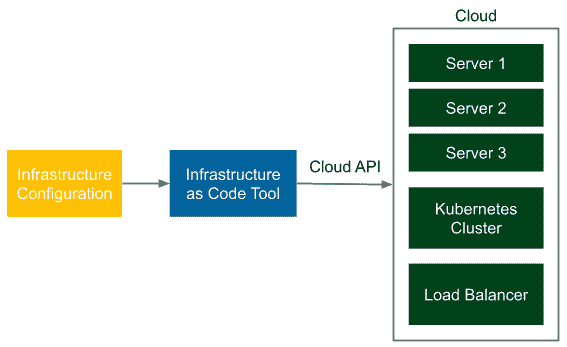 Cloud
Server 1
Server 2
Server 3
Infrastructure
Configuration
Infrastructure
as Code Tool
Cloud API
Kubernetes
Cluster
Load Balancer